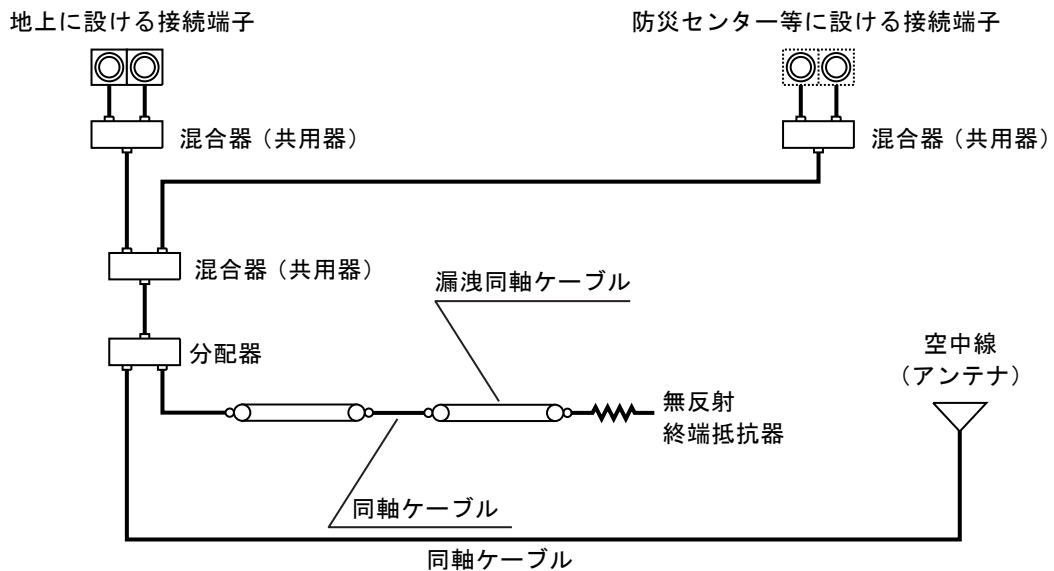 地上に設ける接続端子
防災センター等に設ける接続端子
混合器（共用器）
混合器（共用器）
混合器（共用器）
漏洩同軸ケーブル
分配器
空中線
（アンテナ）
無反射
終端抵抗器
同軸ケーブル
同軸ケーブル